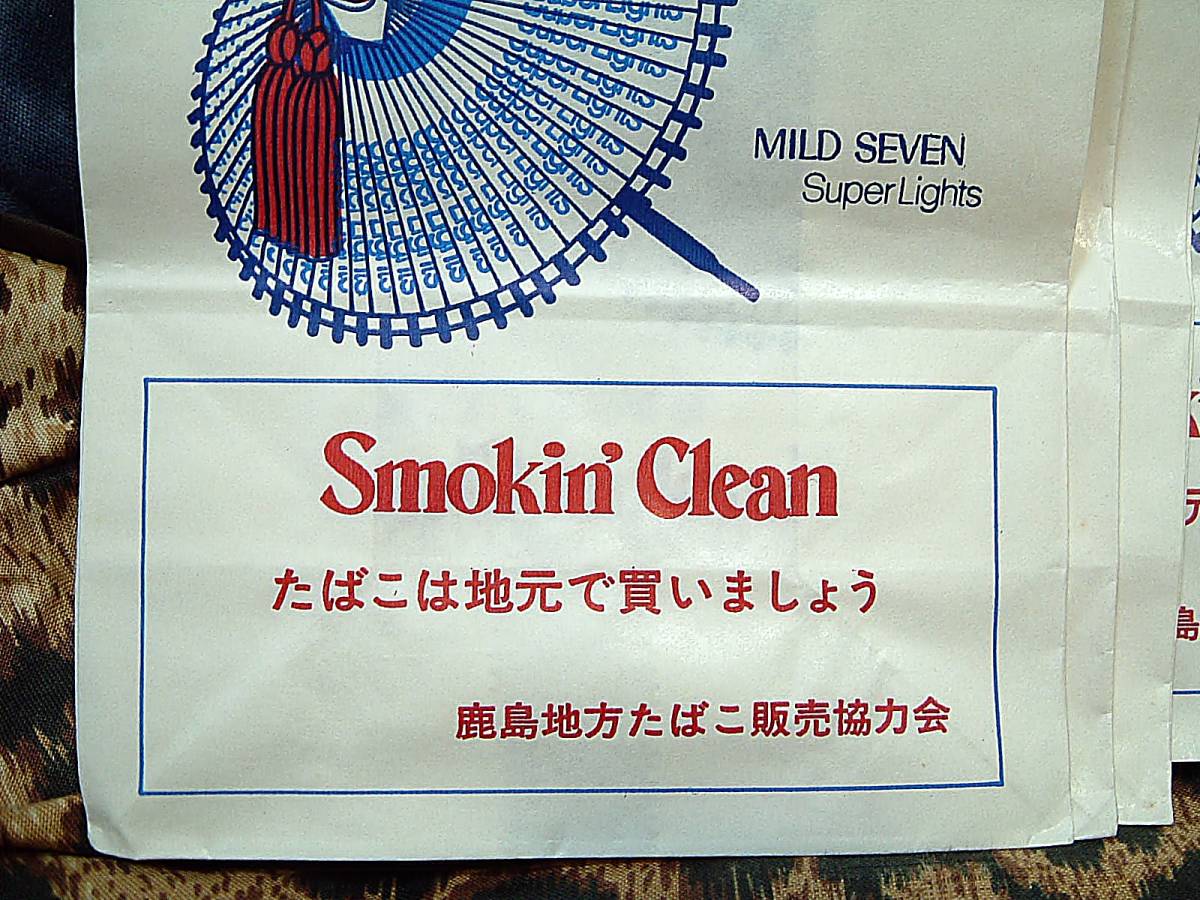 MILD SEVEN
Super Lights
Smokin' Clean
たばこは地元で買いましょう
鹿島地方たばこ販売協力会